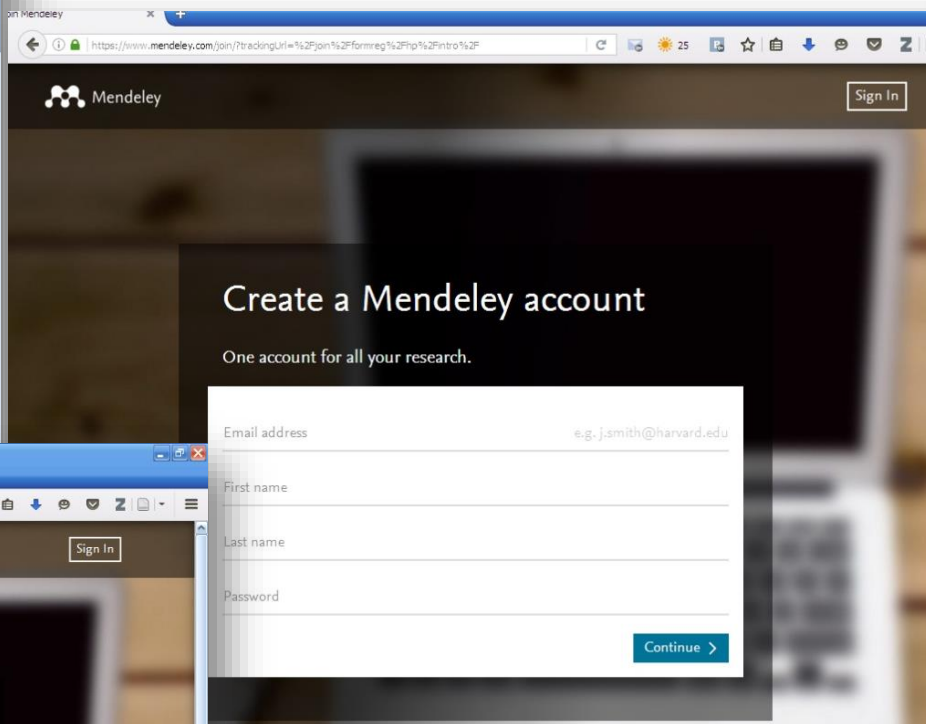 oin Mendeley
https://www.mendeley.com/join/?trackingUrl=%2Fjoin%2Fformreg%2Fhp%2Fintro%2F
25
Z
Mendeley
Sign In
Create a Mendeley account
One account for all your research.
Email address
e.g. j.smith@harvard.edu
First name
Last name
Password
Continue
Z
Sign In